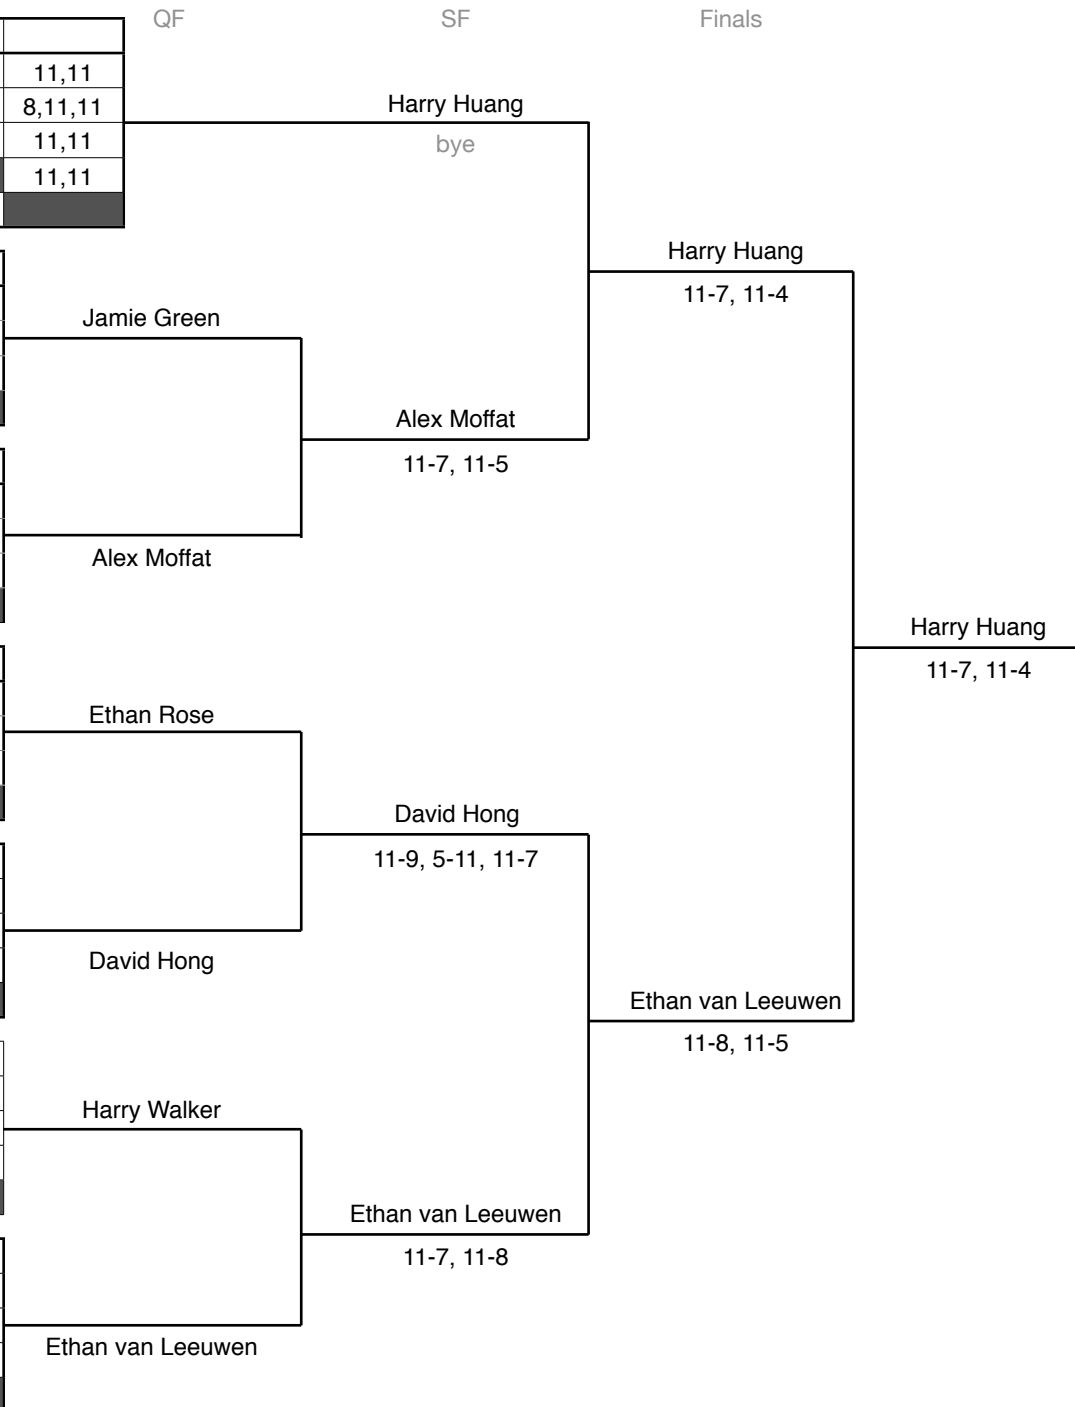 QF
SF
Finals
11,11
8,11,11
11,11
11,11
Harry Huang
bye
Harry Huang
11-7, 11-4
Jamie Green
Alex Moffat
11-7, 11-5
Alex Moffat
Harry Huang
11-7, 11-4
Ethan Rose
David Hong
11-9, 5-11, 11-7
David Hong
Ethan van Leeuwen
11-8, 11-5
Harry Walker
Ethan van Leeuwen
11-7, 11-8
Ethan van Leeuwen